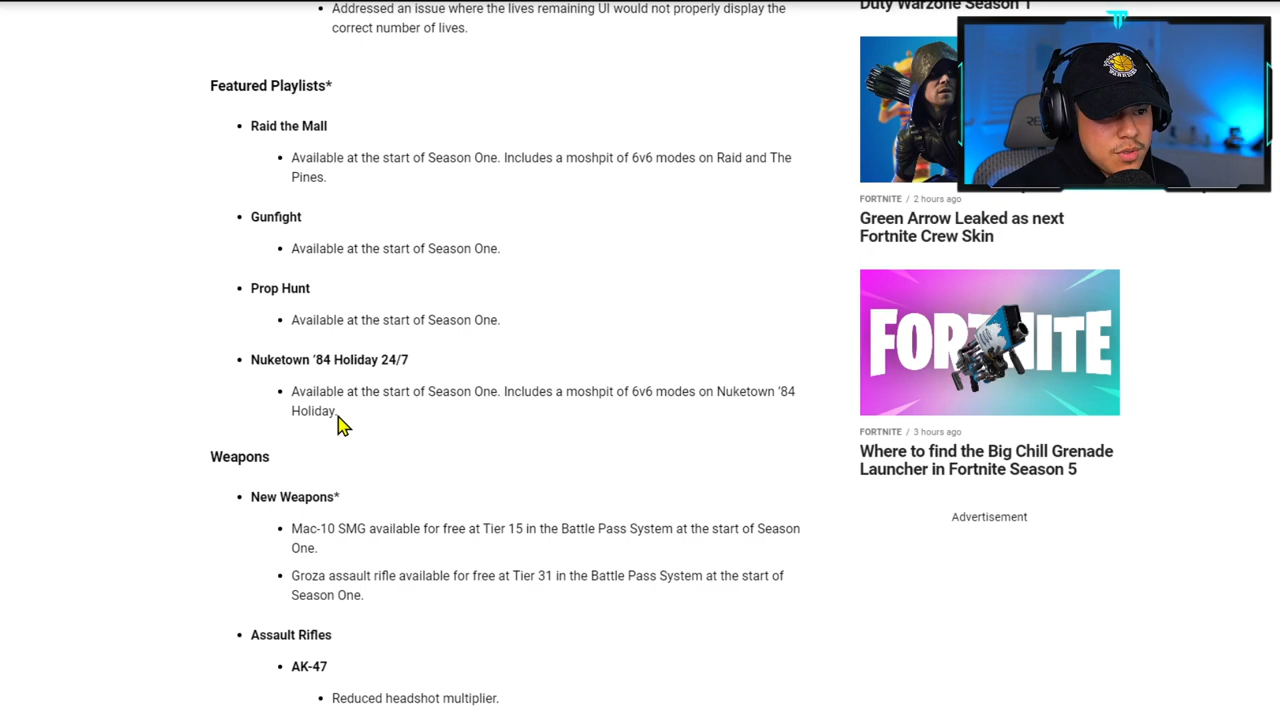 Addressed an issue where the lives remaining UI would not properly display the
correct number of lives.
Featured Playlists*
Raid the Mall
Available at the start of Season One. Includes a moshpit of 6v6 modes on Raid and The
Pines.
Gunfight
Available at the start of Season One.
Prop Hunt
Available at the start of Season One.
Nuketown ’84 Holiday 24/7
Available at the start of Season One. Includes a moshpit of 6v6 modes on Nuketown ’84
Holiday.
Weapons
New Weapons*
Mac-10 SMG available for free at Tier 15 in the Battle Pass System at the start of Season
One.
Groza assault rifle available for free at Tier 31 in the Battle Pass System at the start of
Season One.
Assault Rifles
AK-47
Reduced headshot multiplier.
Duty Warzone Season 1
FORTNITE / 2 hours ago
Green Arrow Leaked as next
Fortnite Crew Skin
FORTNITE
FORTNITE / 3 hours ago
Where to find the Big Chill Grenade
Launcher in Fortnite Season 5
Advertisement